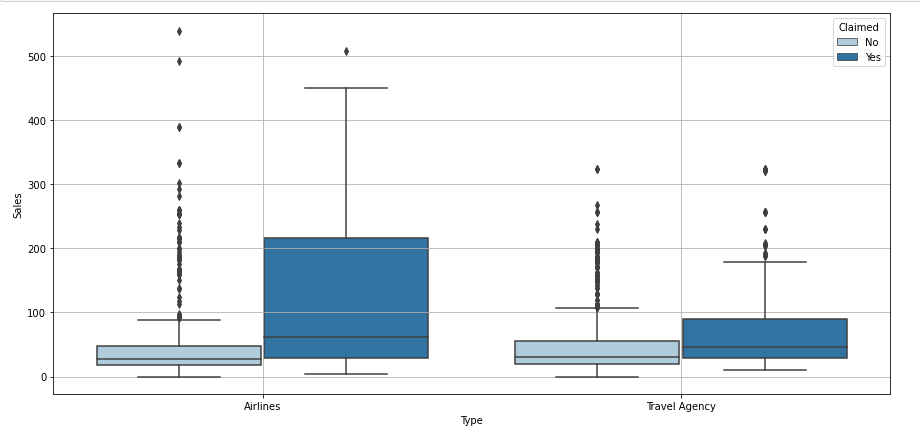 Claimed
No
Yes
500
400
300
200
100
0
Sales
Airlines
Travel Agency
Type